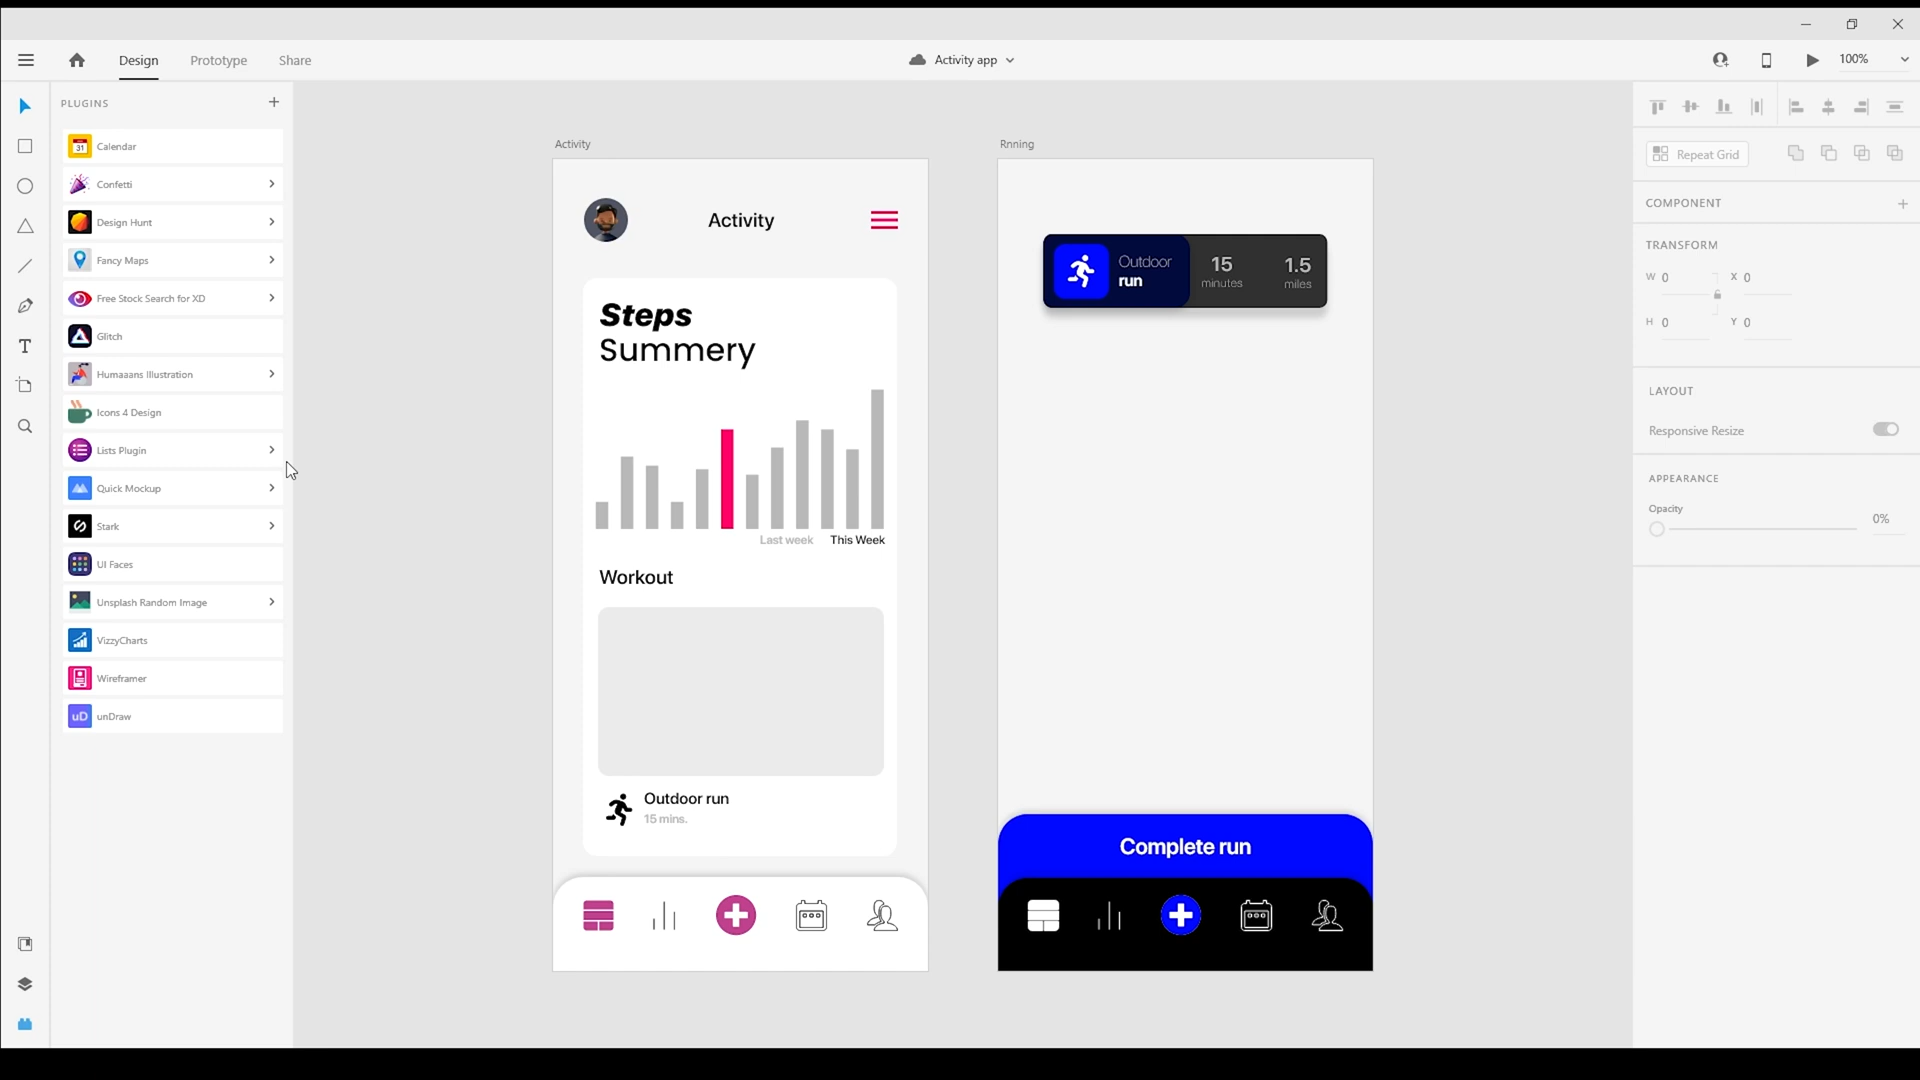 Design
Prototype
Share
Activity app
100%
PLUGINS
31
Calendar
Confetti
Design Hunt
Fancy Maps
Free Stock Search for XD
Glitch
Humaaans Illustration
Icons 4 Design
Lists Plugin
Quick Mockup
Stark
UI Faces
Unsplash Random Image
VizzyCharts
Wireframer
uD unDraw
Activity
Activity
Steps
Summery
Last week
This Week
Workout
Outdoor run
15 mins.
Rnning
Outdoor
run
15
minutes
1.5
miles
Complete run
Repeat Grid
COMPONENT
TRANSFORM
W 0
X 0
H 0
Y 0
LAYOUT
Responsive Resize
APPEARANCE
Opacity
0%